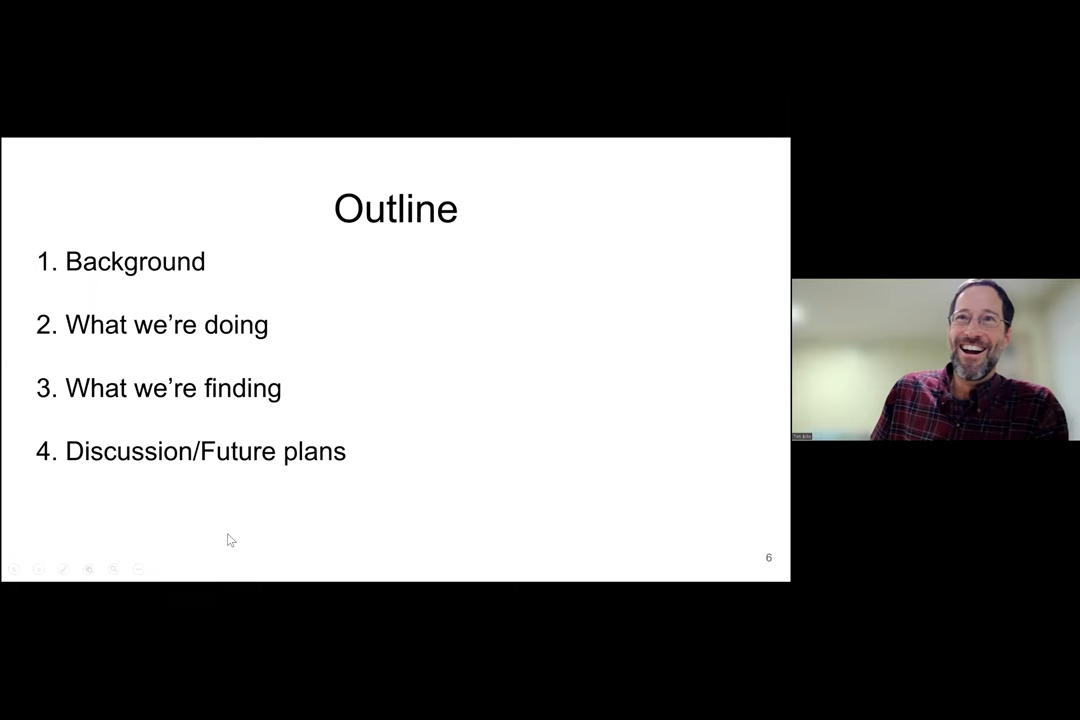 Outline
1. Background
2. What we’re doing
3. What we’re finding
4. Discussion/Future plans
6